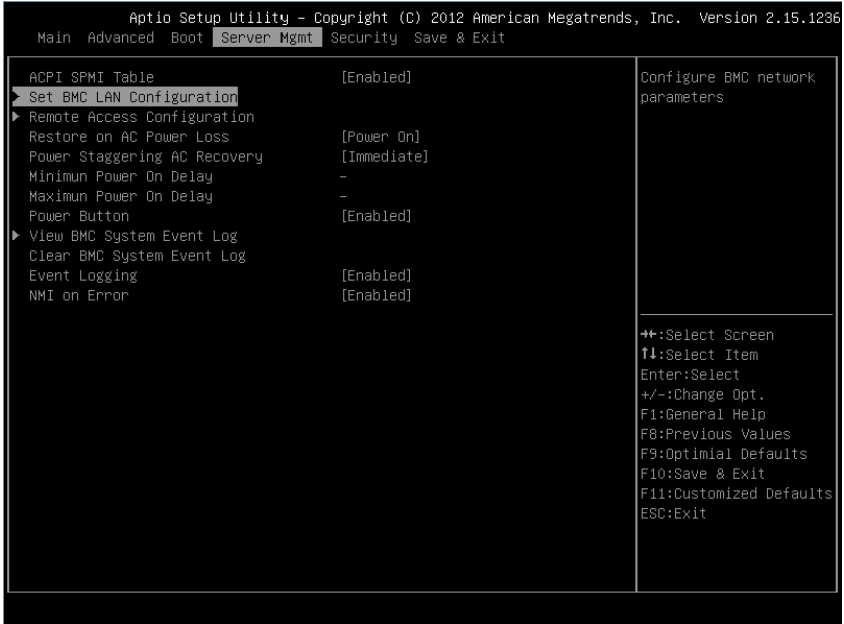 Aptio Setup Utility – Copyright (C) 2012 American Megatrends, Inc. Version 2.15.1236
Main Advanced Boot Server Mgmt Security Save & Exit
ACPI SPMI Table [Enabled]
▶ Set BMC LAN Configuration
▶ Remote Access Configuration
Restore on AC Power Loss [Power On]
Power Staggering AC Recovery [Immediate]
Minimun Power On Delay –
Maximun Power On Delay –
Power Button [Enabled]
▶ View BMC System Event Log
Clear BMC System Event Log
Event Logging [Enabled]
NMI on Error [Enabled]
Configure BMC network
parameters
→←:Select Screen
↑↓:Select Item
Enter:Select
+/-:Change Opt.
F1:General Help
F8:Previous Values
F9:Optimial Defaults
F10:Save & Exit
F11:Customized Defaults
ESC:Exit